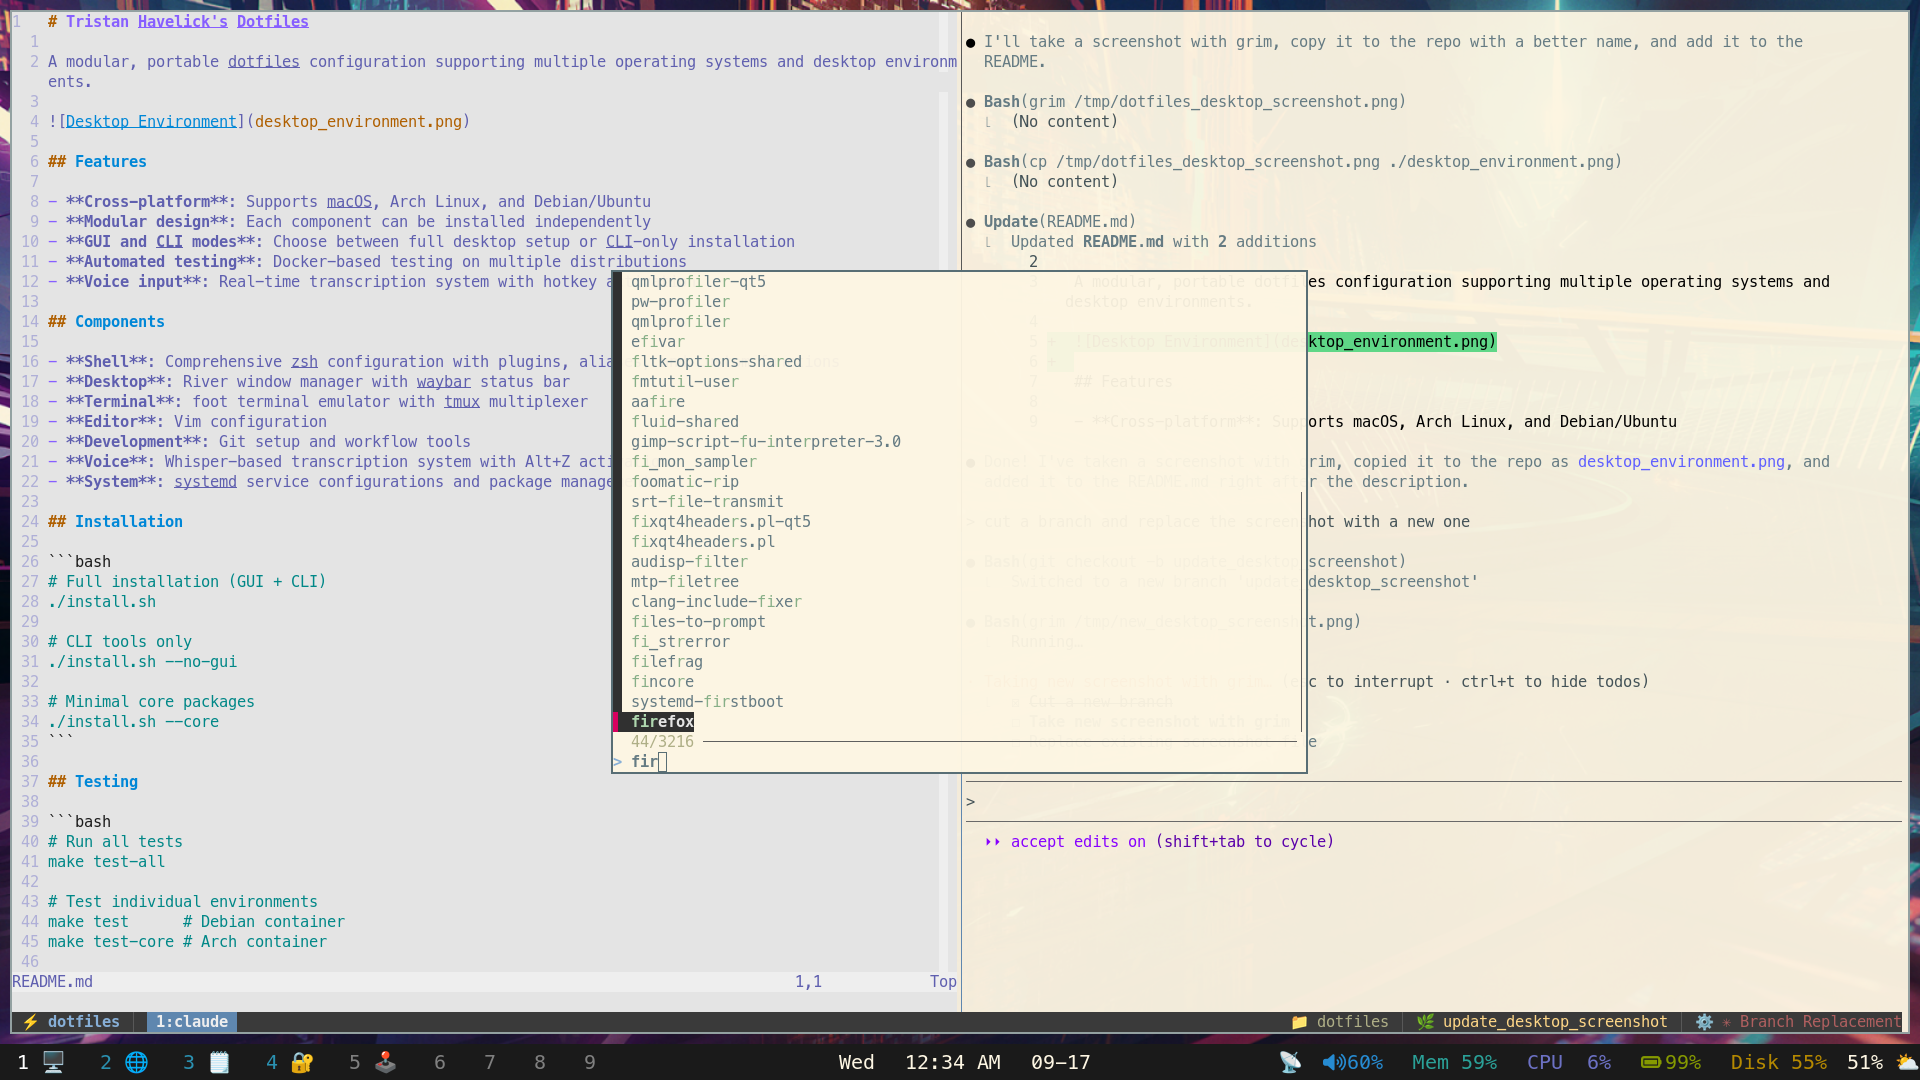 1 # Tristan Havelick's Dotfiles
1
2 A modular, portable dotfiles configuration supporting multiple operating systems and desktop environm
ents.
3
4 ![Desktop Environment](desktop_environment.png)
5
6 ## Features
7
8 - **Cross-platform**: Supports macOS, Arch Linux, and Debian/Ubuntu
9 - **Modular design**: Each component can be installed independently
10 - **GUI and CLI modes**: Choose between full desktop setup or CLI-only installation
11 - **Automated testing**: Docker-based testing on multiple distributions
12 - **Voice input**: Real-time transcription system with hotkey a
13
14 ## Components
15
16 - **Shell**: Comprehensive zsh configuration with plugins, alia
17 - **Desktop**: River window manager with waybar status bar
18 - **Terminal**: foot terminal emulator with tmux multiplexer
19 - **Editor**: Vim configuration
20 - **Development**: Git setup and workflow tools
21 - **Voice**: Whisper-based transcription system with Alt+Z acti
22 - **System**: systemd service configurations and package manage
23
24 ## Installation
25
26 ```bash
27 # Full installation (GUI + CLI)
28 ./install.sh
29
30 # CLI tools only
31 ./install.sh --no-gui
32
33 # Minimal core packages
34 ./install.sh --core
35 ```
36
37 ## Testing
38
39 ```bash
40 # Run all tests
41 make test-all
42
43 # Test individual environments
44 make test      # Debian container
45 make test-core # Arch container
46
README.md 1,1 Top
● I'll take a screenshot with grim, copy it to the repo with a better name, and add it to the
README.
● Bash(grim /tmp/dotfiles_desktop_screenshot.png)
⎿ (No content)
● Bash(cp /tmp/dotfiles_desktop_screenshot.png ./desktop_environment.png)
⎿ (No content)
● Update(README.md)
⎿ Updated README.md with 2 additions
2
3 A modular, portable dotfiles configuration supporting multiple operating systems and
desktop environments.
4
5 + ![Desktop Environment](desktop_environment.png)
6 +
7 ## Features
8
9 - **Cross-platform**: Supports macOS, Arch Linux, and Debian/Ubuntu
● Done! I've taken a screenshot with grim, copied it to the repo as desktop_environment.png, and
added it to the README.md right after the description.
> cut a branch and replace the screenshot with a new one
● Bash(git checkout -b update_desktop_screenshot)
Switched to a new branch 'update_desktop_screenshot'
● Bash(grim /tmp/new_desktop_screenshot.png)
Running…
Taking new screenshot with grim… (esc to interrupt · ctrl+t to hide todos)
Cut a new branch
Take new screenshot with grim
>
⏵⏵ accept edits on (shift+tab to cycle)
qmlprofiler-qt5
pw-profiler
qmlprofiler
efivar
fltk-options-shared
fmtutil-user
aafire
fluid-shared
gimp-script-fu-interpreter-3.0
fi_mon_sampler
foomatic-rip
srt-file-transmit
fixqt4headers.pl-qt5
fixqt4headers.pl
audisp-filter
mtp-filetree
clang-include-fixer
files-to-prompt
fi_strerror
filefrag
fincore
systemd-firstboot
firefox
44/3216
> fir
⚡ dotfiles 1:claude 📁 dotfiles 🌿 update_desktop_screenshot ⚙️ ✳ Branch Replacement
1 🖥️ 2 🌐 3 🗒️ 4 🔐 5 🕹️ 6 7 8 9 Wed 12:34 AM 09-17 📡 🔊60% Mem 59% CPU 6% 99% Disk 55% 51% ⛅